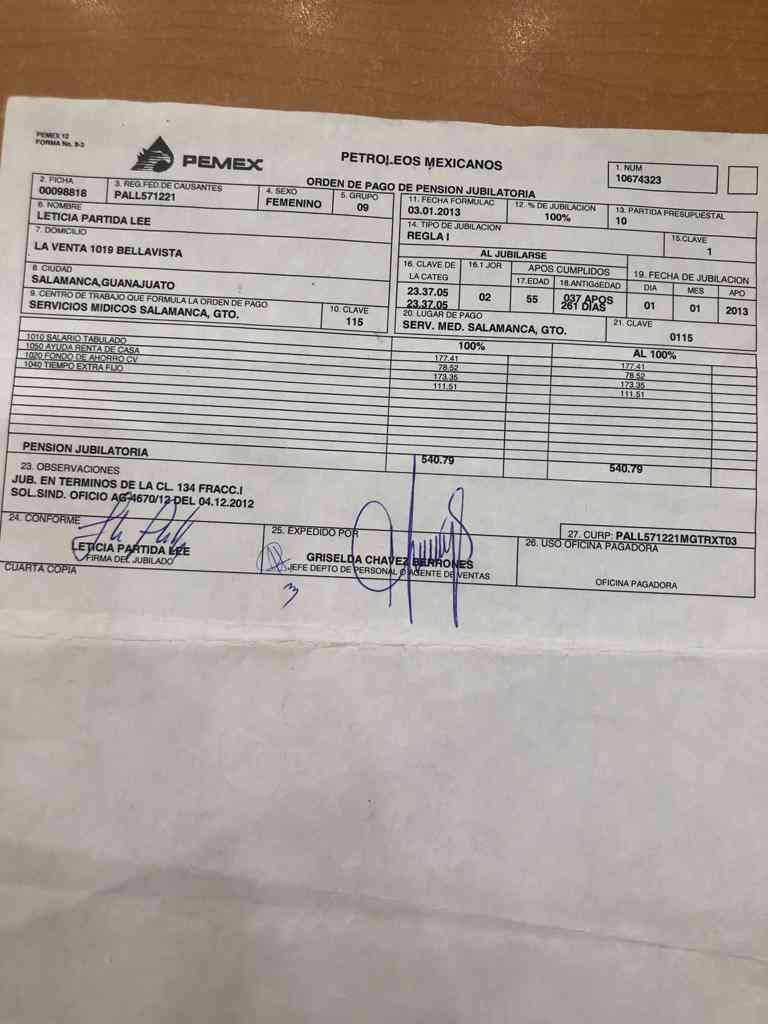 PEMEX 12
FORMA No. 8-3
PEMEX
PETROLEOS MEXICANOS
ORDEN DE PAGO DE PENSION JUBILATORIA
1. NUM
10674323
2. FICHA
00098818
3. REG.FED.DE CAUSANTES
PALL571221
4. SEXO
FEMENINO
5. GRUPO
09
6. NOMBRE
LETICIA PARTIDA LEE
7. DOMICILIO
LA VENTA 1019 BELLAVISTA
8. CIUDAD
SALAMANCA,GUANAJUATO
9. CENTRO DE TRABAJO QUE FORMULA LA ORDEN DE PAGO
SERVICIOS MIDICOS SALAMANCA, GTO.
10. CLAVE
115
11. FECHA FORMULAC
03.01.2013
12. % DE JUBILACION
100%
13. PARTIDA PRESUPUESTAL
10
14. TIPO DE JUBILACION
REGLA I
15.CLAVE
1
AL JUBILARSE
16. CLAVE DE
LA CATEG
23.37.05
23.37.05
16.1 JOR
02
APOS CUMPLIDOS
17.EDAD
55
18.ANTIGöEDAD
037 APOS
261 DIAS
19. FECHA DE JUBILACION
DIA MES APO
01 01 2013
20. LUGAR DE PAGO
SERV. MED. SALAMANCA, GTO.
21. CLAVE
0115
100% AL 100%
1010 SALARIO TABULADO 177.41 177.41
1050 AYUDA RENTA DE CASA 78.52 78.52
1020 FONDO DE AHORRO CV 173.35 173.35
1040 TIEMPO EXTRA FIJO 111.51 111.51
PENSION JUBILATORIA 540.79 540.79
23. OBSERVACIONES
JUB. EN TERMINOS DE LA CL. 134 FRACC.I
SOL.SIND. OFICIO AG-4670/12 DEL 04.12.2012
24. CONFORME
LETICIA PARTIDA LEE
FIRMA DEL JUBILADO
25. EXPEDIDO POR
GRISELDA CHAVEZ BERRONES
JEFE DEPTO DE PERSONAL O AGENTE DE VENTAS
27. CURP: PALL571221MGTRXT03
26. USO OFICINA PAGADORA
OFICINA PAGADORA
CUARTA COPIA